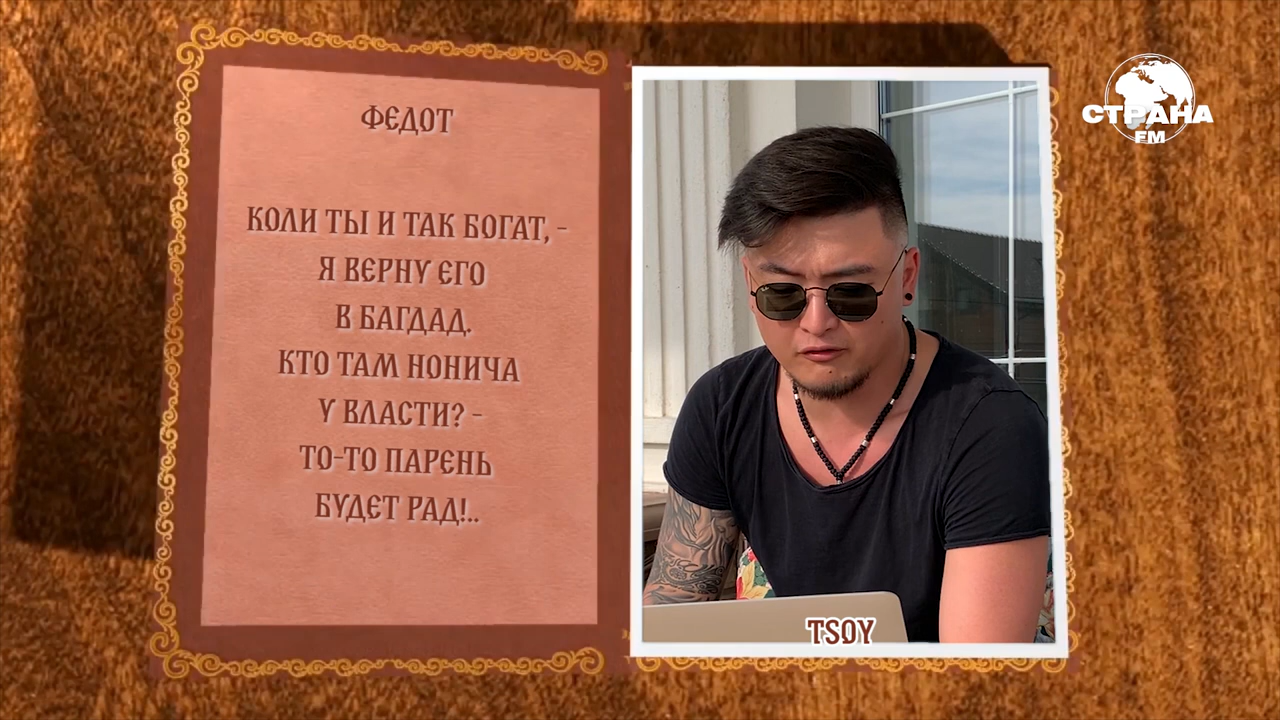 ФЕДОТ
КОЛИ ТЫ И ТАК БОГАТ, -
Я ВЕРНУ ЕГО
В БАГДАД.
КТО ТАМ НОНИЧА
У ВЛАСТИ? -
ТО-ТО ПАРЕНЬ
БУДЕТ РАД!..
TSOY
СТРАНА
FM